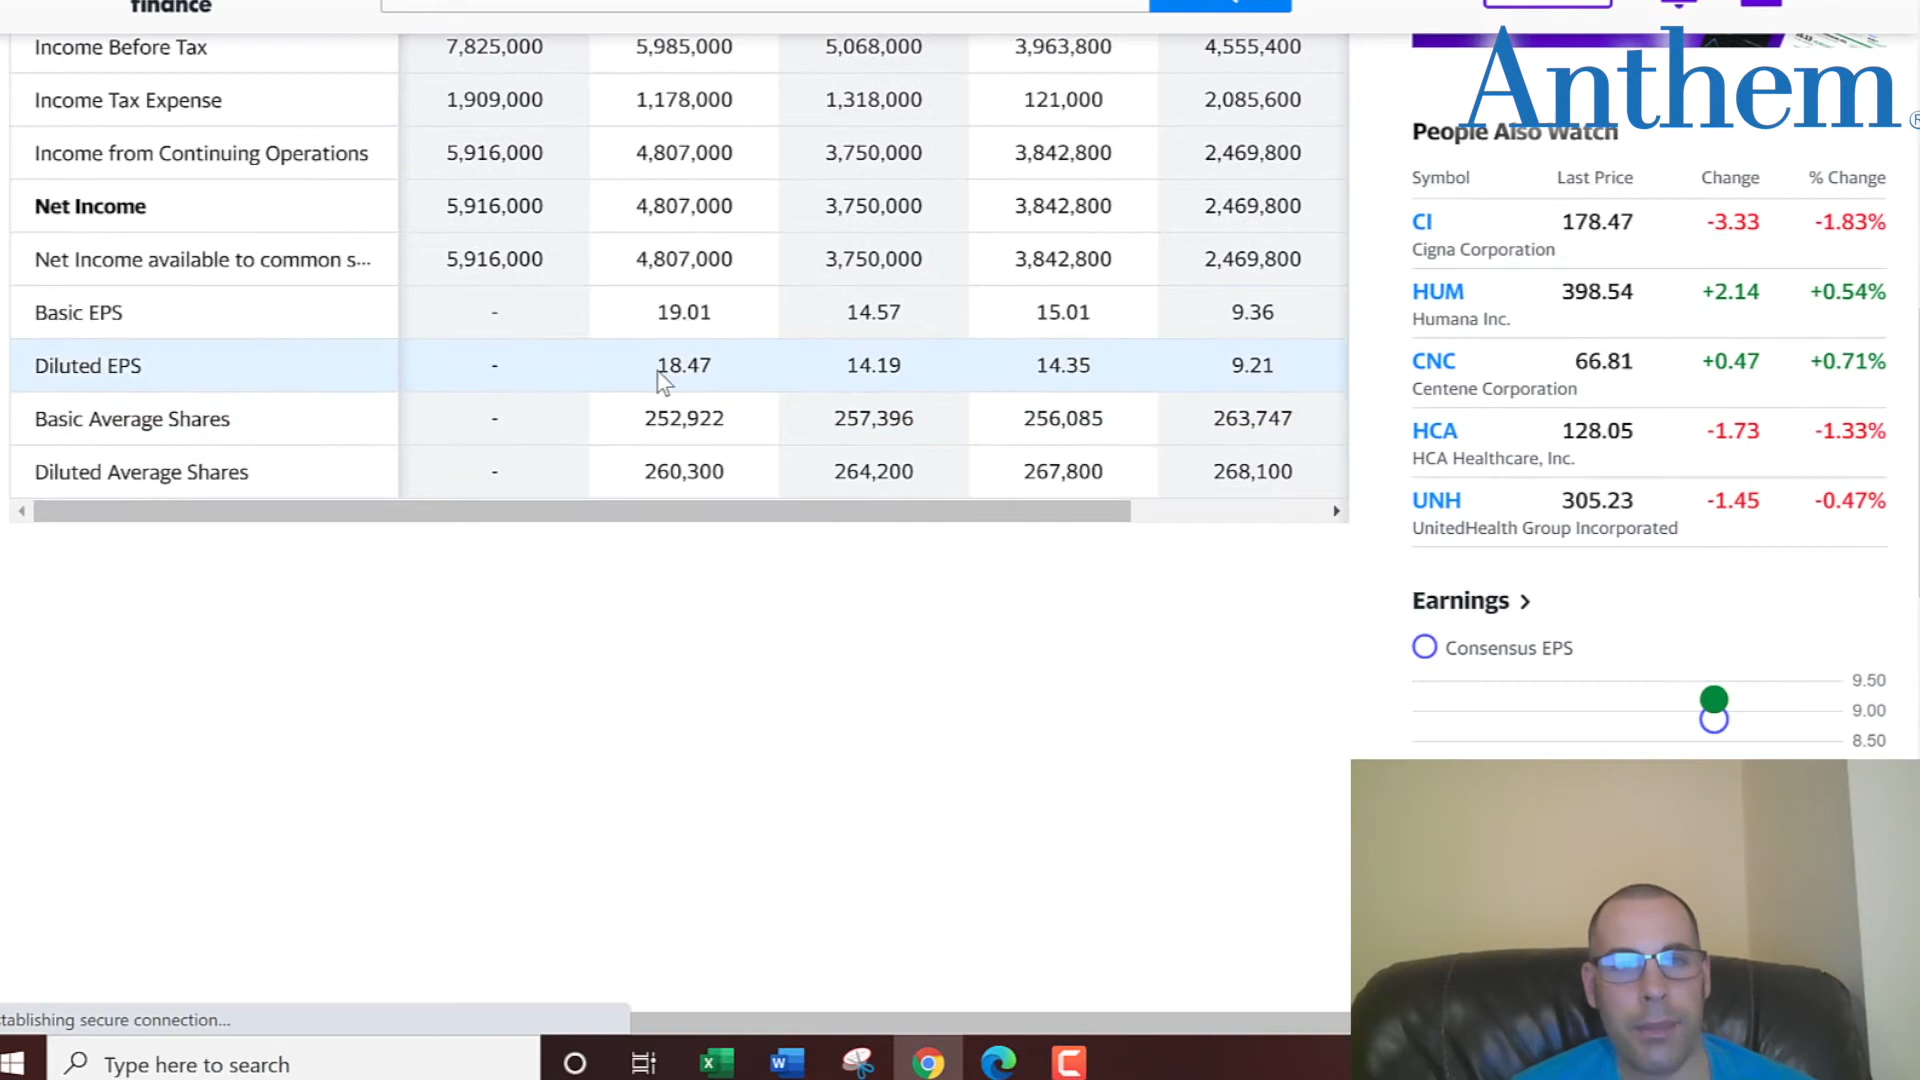 finance
Anthem
Income Before Tax 7,825,000 5,985,000 5,068,000 3,963,800 4,555,400
Income Tax Expense 1,909,000 1,178,000 1,318,000 121,000 2,085,600
Income from Continuing Operations 5,916,000 4,807,000 3,750,000 3,842,800 2,469,800
Net Income 5,916,000 4,807,000 3,750,000 3,842,800 2,469,800
Net Income available to common s... 5,916,000 4,807,000 3,750,000 3,842,800 2,469,800
Basic EPS - 19.01 14.57 15.01 9.36
Diluted EPS - 18.47 14.19 14.35 9.21
Basic Average Shares - 252,922 257,396 256,085 263,747
Diluted Average Shares - 260,300 264,200 267,800 268,100
People Also Watch
Symbol Last Price Change % Change
CI 178.47 -3.33 -1.83%
Cigna Corporation
HUM 398.54 +2.14 +0.54%
Humana Inc.
CNC 66.81 +0.47 +0.71%
Centene Corporation
HCA 128.05 -1.73 -1.33%
HCA Healthcare, Inc.
UNH 305.23 -1.45 -0.47%
UnitedHealth Group Incorporated
Earnings >
Consensus EPS
9.50
9.00
8.50
tablishing secure connection...
Type here to search